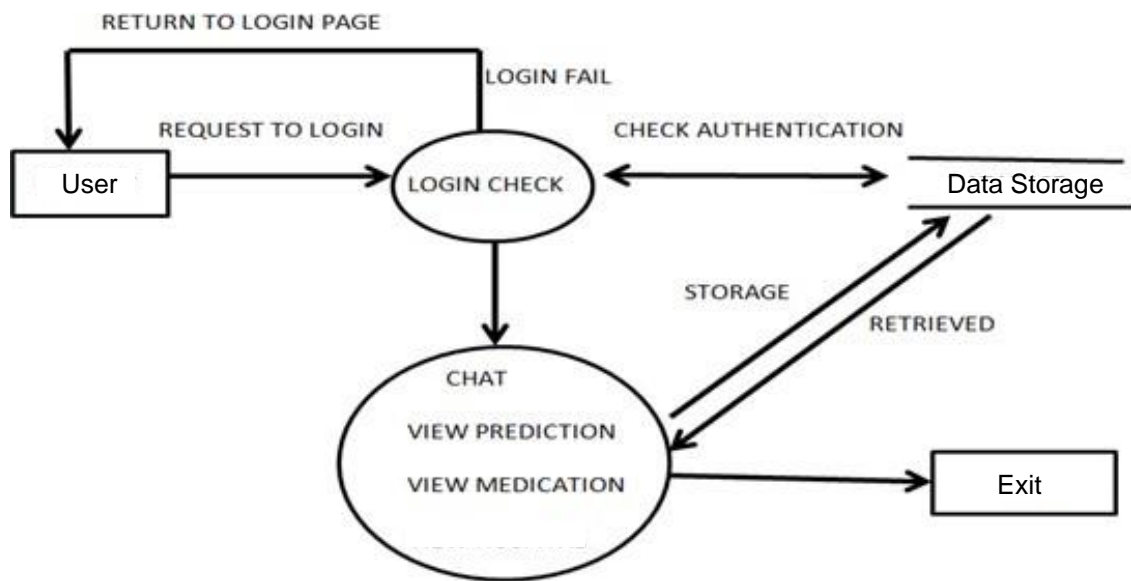 RETURN TO LOGIN PAGE
LOGIN FAIL
REQUEST TO LOGIN
CHECK AUTHENTICATION
User
LOGIN CHECK
Data Storage
STORAGE
RETRIEVED
CHAT
VIEW PREDICTION
VIEW MEDICATION
Exit